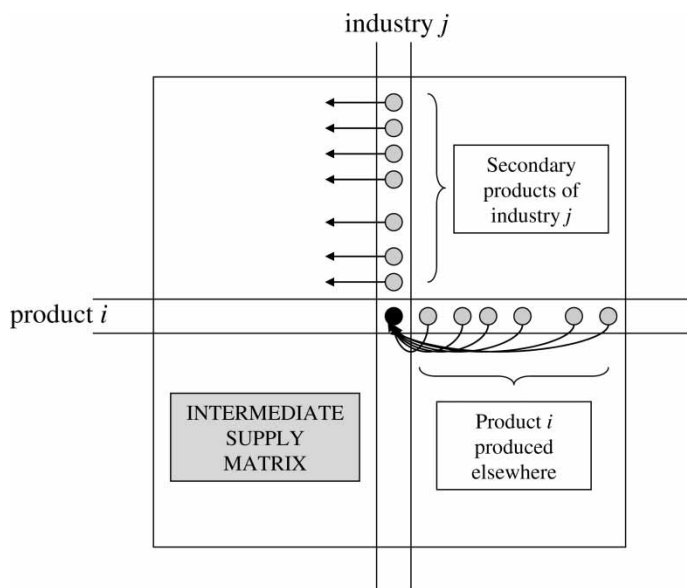 industry j
Secondary
products of
industry j
product i
INTERMEDIATE
SUPPLY
MATRIX
Product i
produced
elsewhere